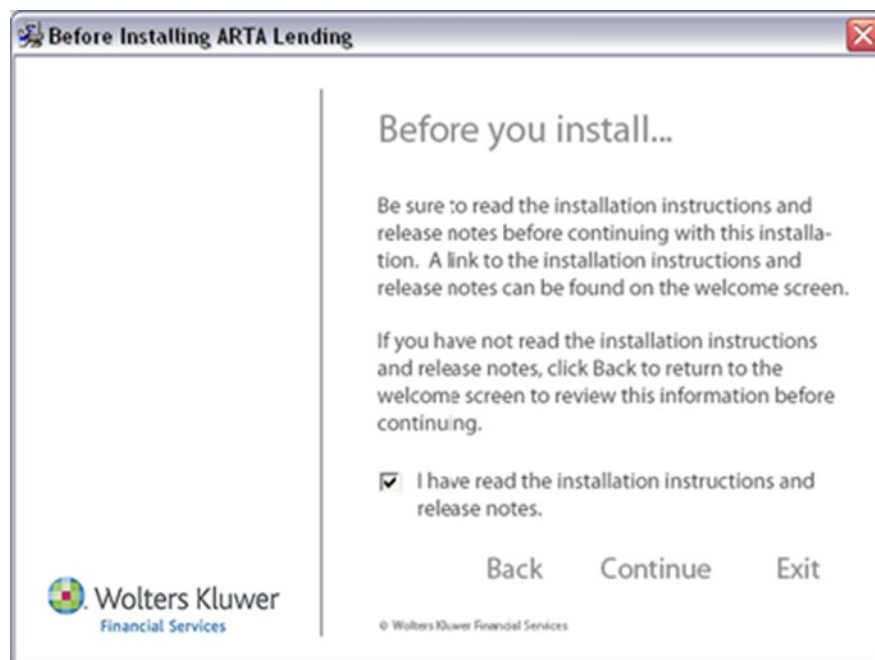 Before Installing ARTA Lending
Before you install...
Be sure to read the installation instructions and
release notes before continuing with this installa-
tion. A link to the installation instructions and
release notes can be found on the welcome screen.
If you have not read the installation instructions
and release notes, click Back to return to the
welcome screen to review this information before
continuing.
I have read the installation instructions and
release notes.
Back Continue Exit
Wolters Kluwer
Financial Services
© Wolters Kluwer Financial Services